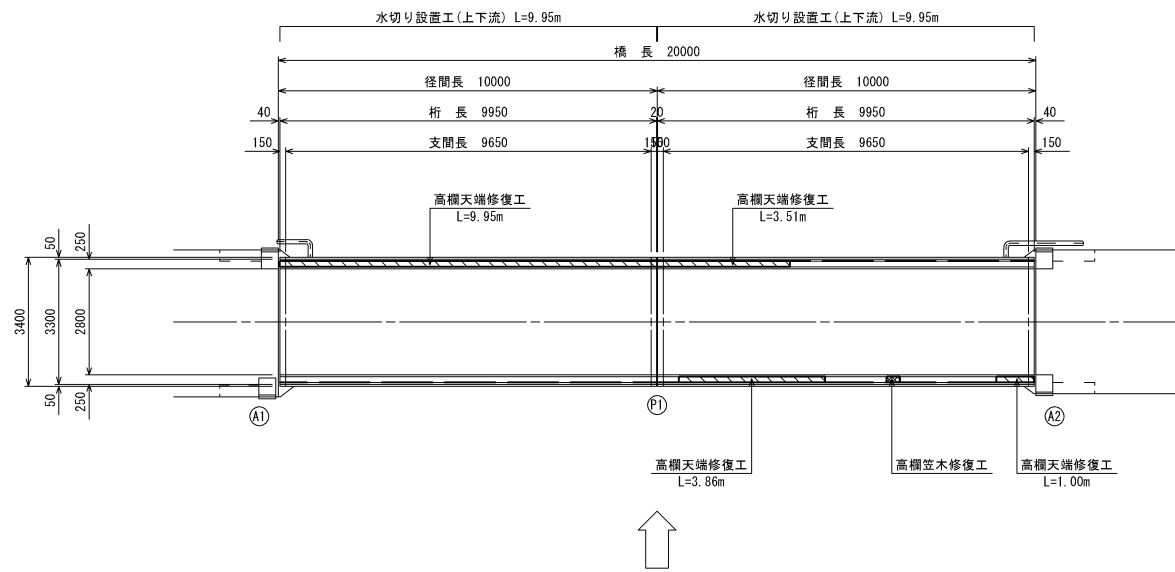 水切り設置工(上下流) L=9.95m
水切り設置工(上下流) L=9.95m
橋 長 20000
径間長 10000
径間長 10000
40
桁 長 9950
20
桁 長 9950
40
150
支間長 9650
支間長 9650
150
高欄天端修復工
L=9.95m
高欄天端修復工
L=3.51m
50
250
3400
3300
2800
50
250
A1
P1
A2
高欄天端修復工
L=3.86m
高欄笠木修復工
高欄天端修復工
L=1.00m